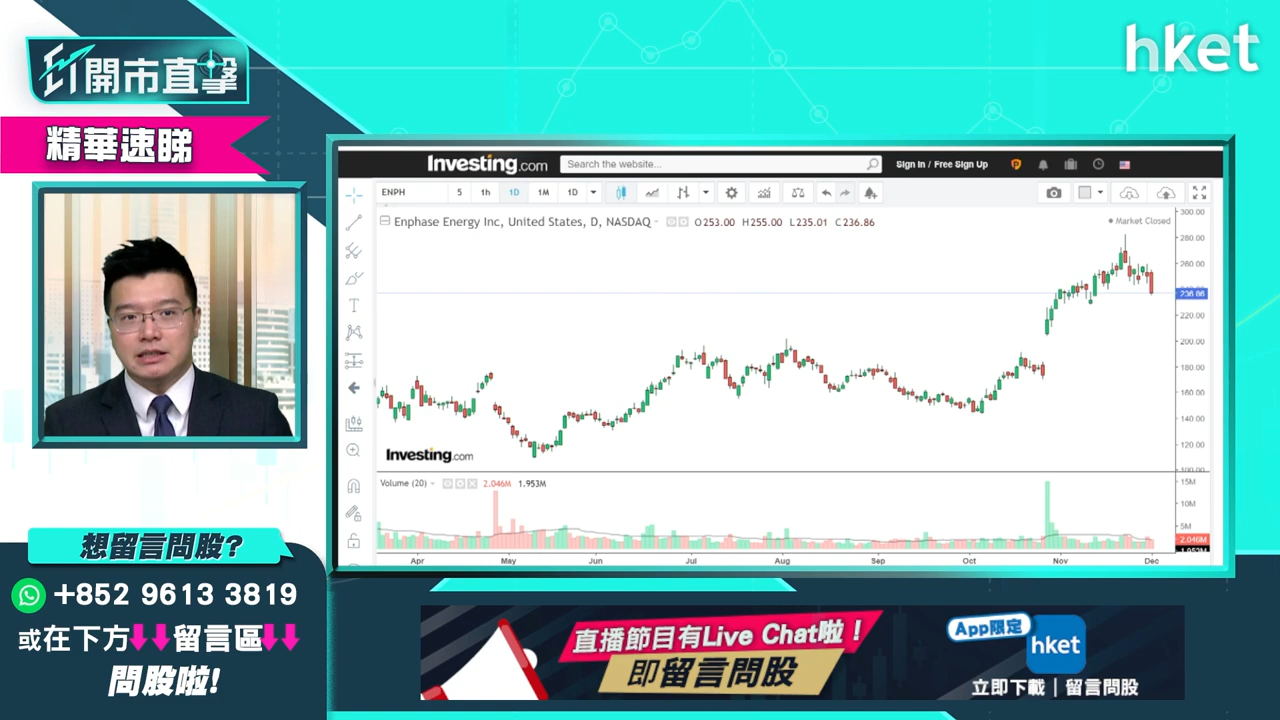 ET開市直擊
hket
精華速睇
Investing.com
Search the website...
Sign In / Free Sign Up
ENPH
5
1h
1D
1M
1D
Enphase Energy Inc, United States, D, NASDAQ
O253.00 H255.00 L235.01 C236.86
Market Closed
300.00
280.00
260.00
236.86
220.00
200.00
180.00
160.00
140.00
120.00
100.00
Investing.com
Volume (20)
2.046M 1.953M
15M
10M
5M
2.046M
1.953M
Apr May Jun Jul Aug Sep Oct Nov Dec
想留言問股?
+852 9613 3819
或在下方留言區
問股啦!
直播節目有Live Chat啦！
即留言問股
App限定
hket
立即下載 | 留言問股